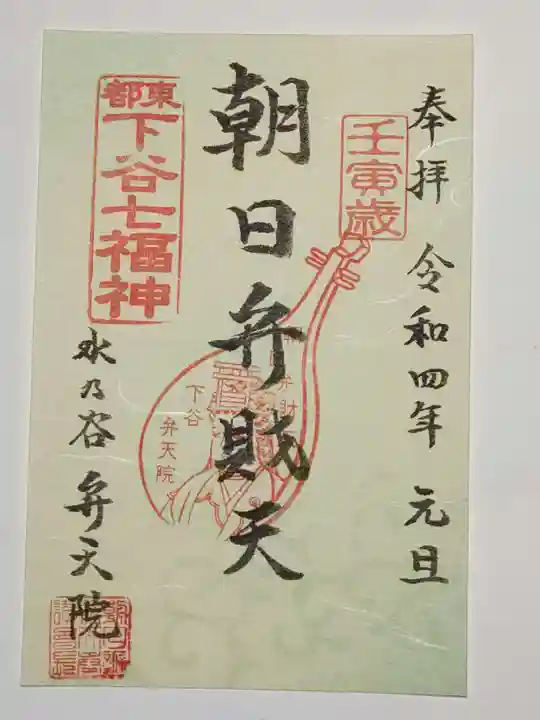 奉拝 令和四年 元旦
壬寅歳
朝日弁財天
下谷
弁天院
東都
下谷七福神
水乃谷 弁天院